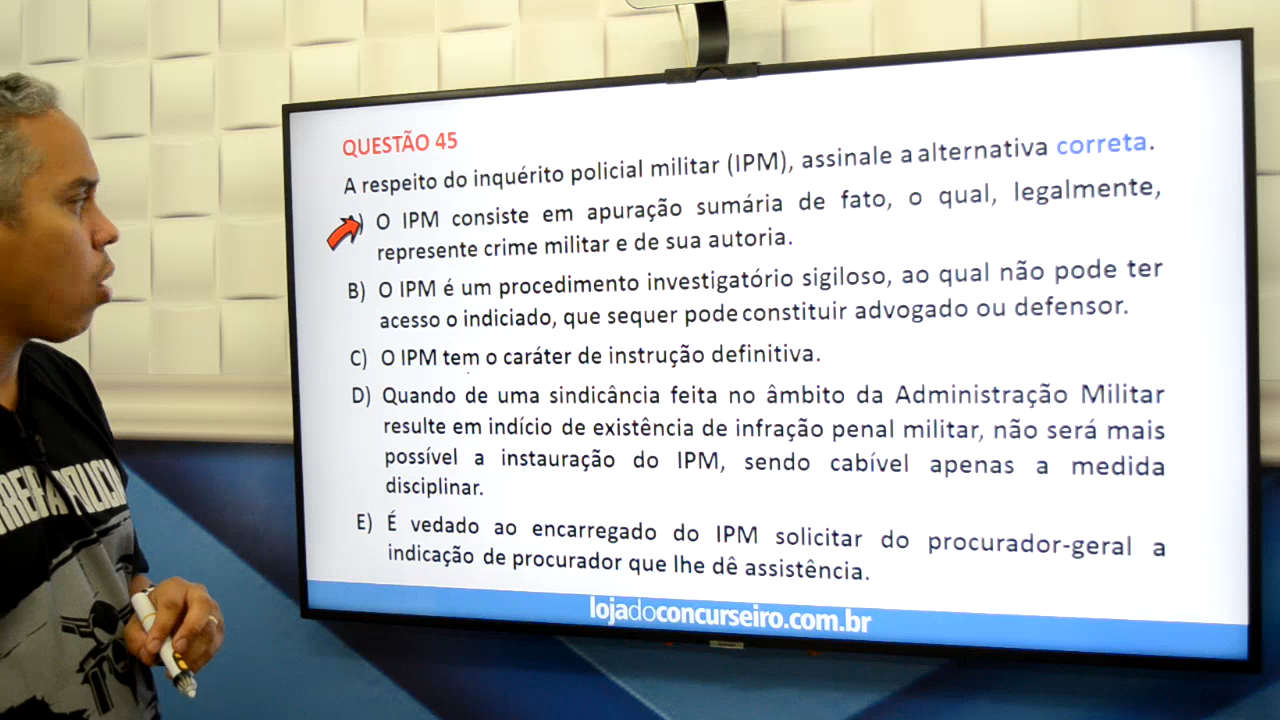 QUESTÃO 45
A respeito do inquérito policial militar (IPM), assinale a alternativa correta.
) O IPM consiste em apuração sumária de fato, o qual, legalmente,
represente crime militar e de sua autoria.
B) O IPM é um procedimento investigatório sigiloso, ao qual não pode ter
acesso o indiciado, que sequer pode constituir advogado ou defensor.
C) O IPM tem o caráter de instrução definitiva.
D) Quando de uma sindicância feita no âmbito da Administração Militar
resulte em indício de existência de infração penal militar, não será mais
possível a instauração do IPM, sendo cabível apenas a medida
disciplinar.
E) É vedado ao encarregado do IPM solicitar do procurador-geral a
indicação de procurador que lhe dê assistência.
lojadoconcurseiro.com.br